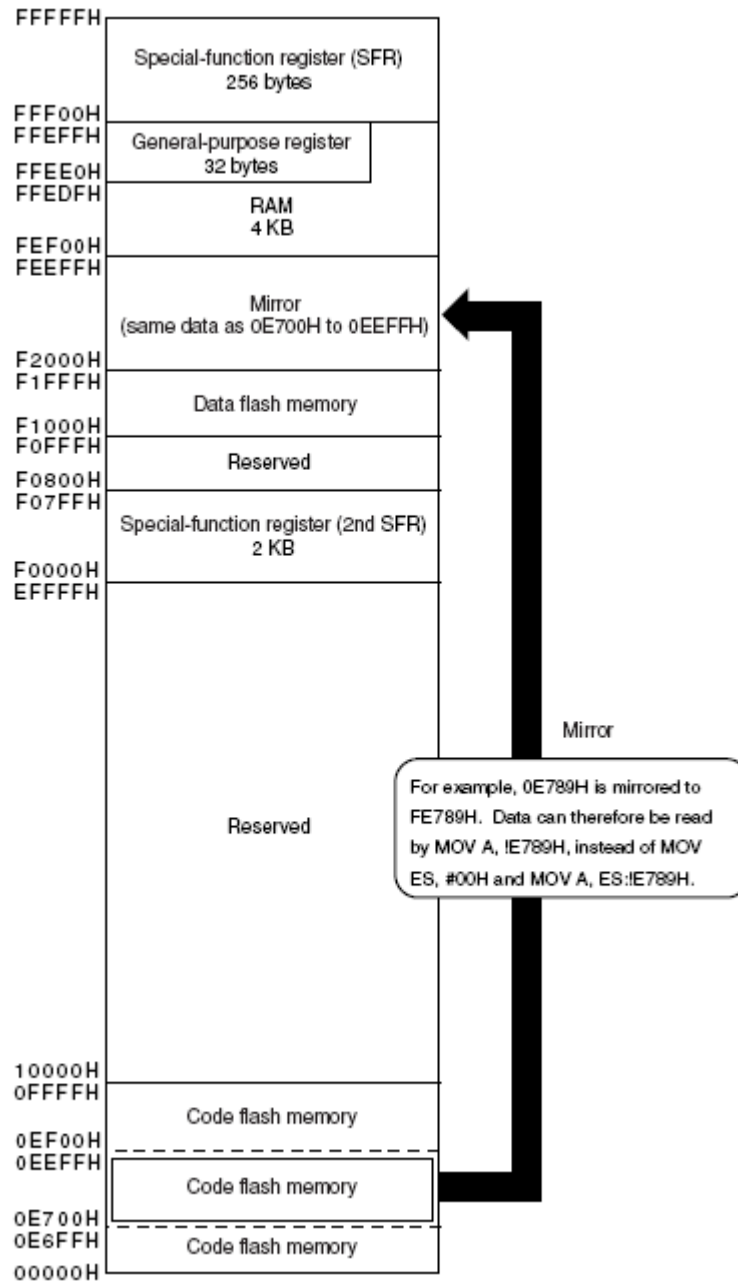 FFFFFH
Special-function register (SFR)
256 bytes
FFF00H
FFEFFH
General-purpose register
32 bytes
FFEE0H
FFEDFH
RAM
4 KB
FEF00H
FEEFFH
Mirror
(same data as 0E700H to 0EEFFH)
F2000H
F1FFFH
Data flash memory
F1000H
F0FFFH
Reserved
F0800H
F07FFH
Special-function register (2nd SFR)
2 KB
F0000H
EFFFFH
Mirror
For example, 0E789H is mirrored to
FE789H. Data can therefore be read
by MOV A, !E789H, instead of MOV
ES, #00H and MOV A, ES:!E789H.
Reserved
10000H
0FFFFH
Code flash memory
0EF00H
0EEFFH
Code flash memory
0E700H
0E6FFH
Code flash memory
00000H